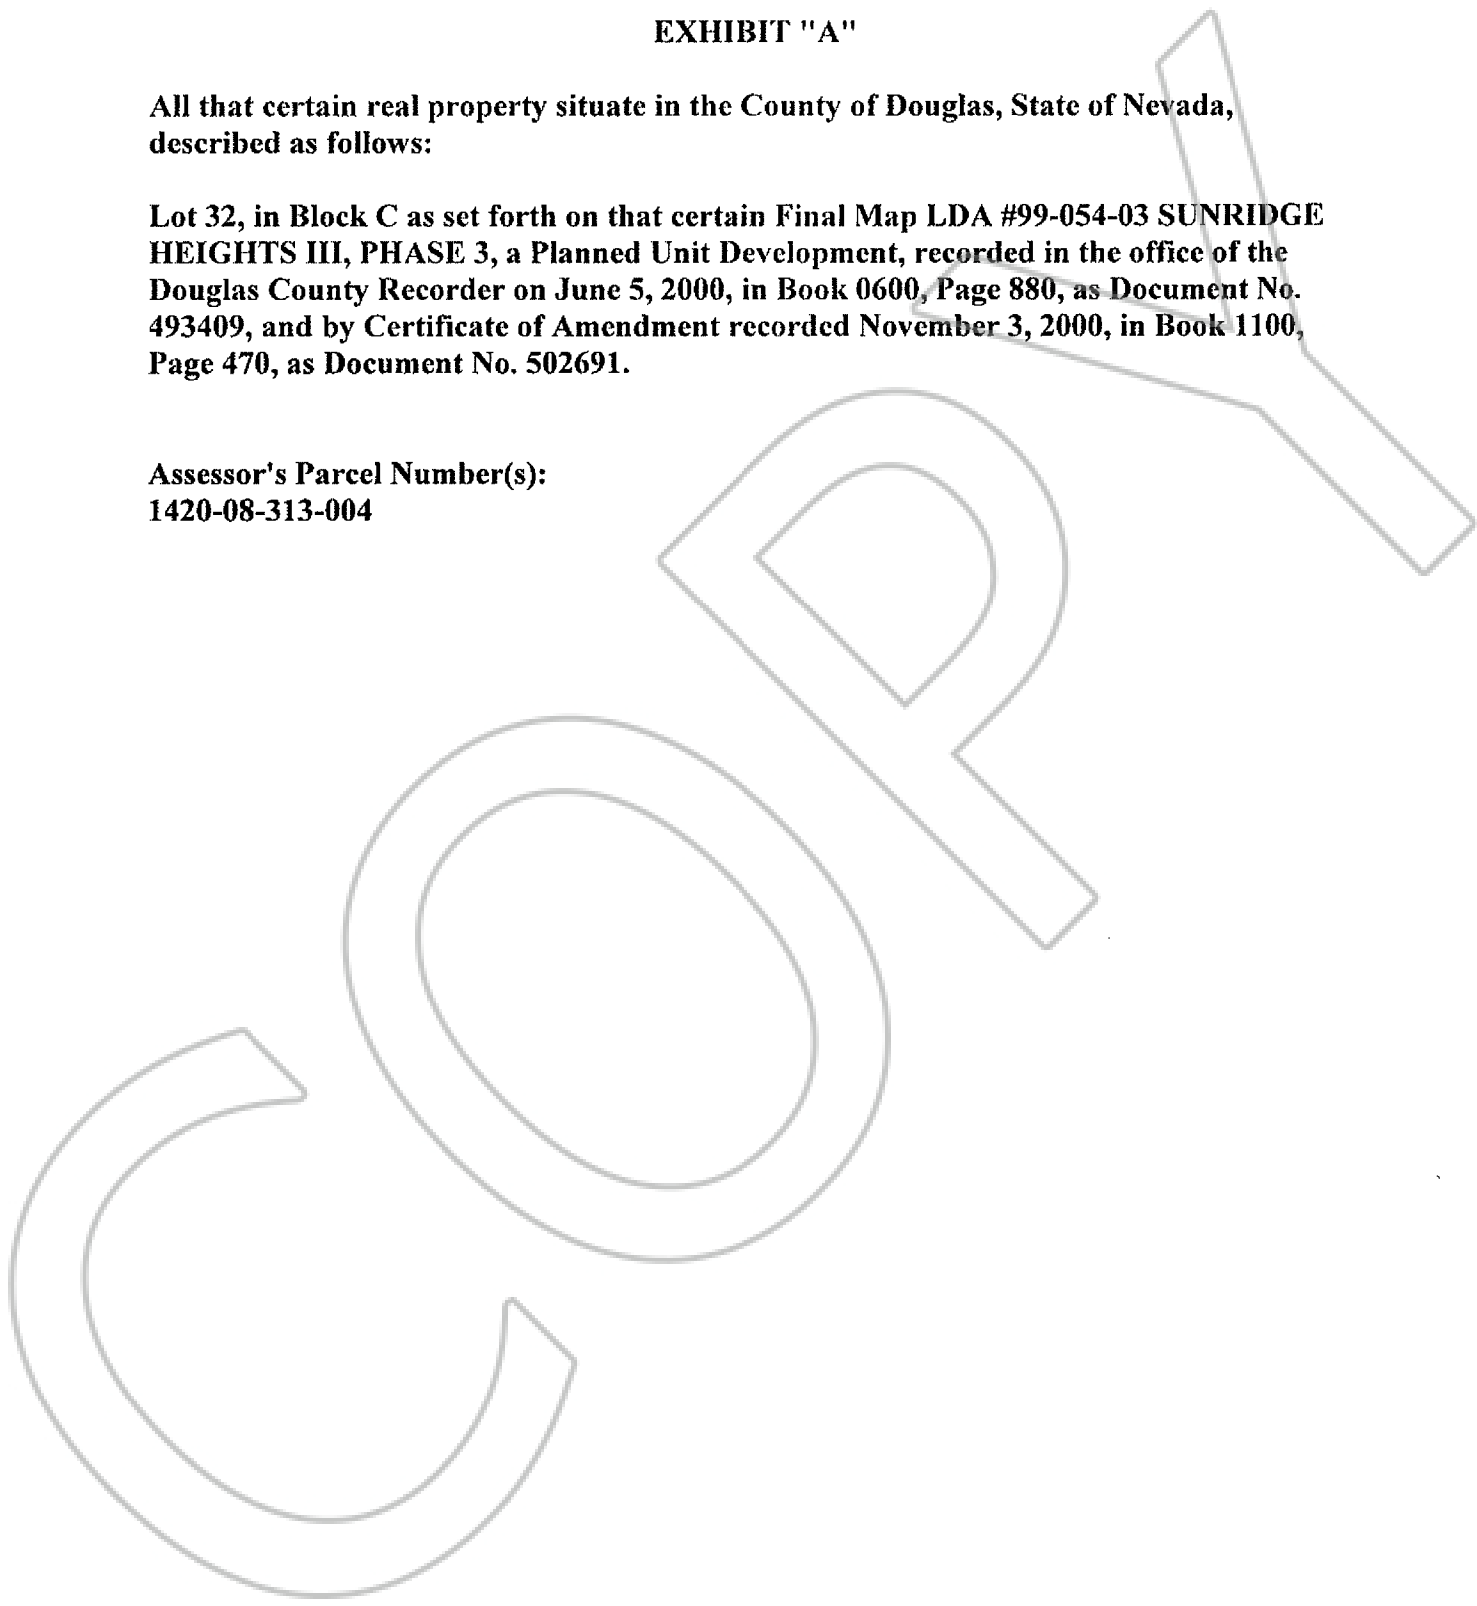 EXHIBIT "A"
All that certain real property situate in the County of Douglas, State of Nevada,
described as follows:
Lot 32, in Block C as set forth on that certain Final Map LDA #99-054-03 SUNRIDGE
HEIGHTS III, PHASE 3, a Planned Unit Development, recorded in the office of the
Douglas County Recorder on June 5, 2000, in Book 0600, Page 880, as Document No.
493409, and by Certificate of Amendment recorded November 3, 2000, in Book 1100,
Page 470, as Document No. 502691.
Assessor's Parcel Number(s):
1420-08-313-004
COPY